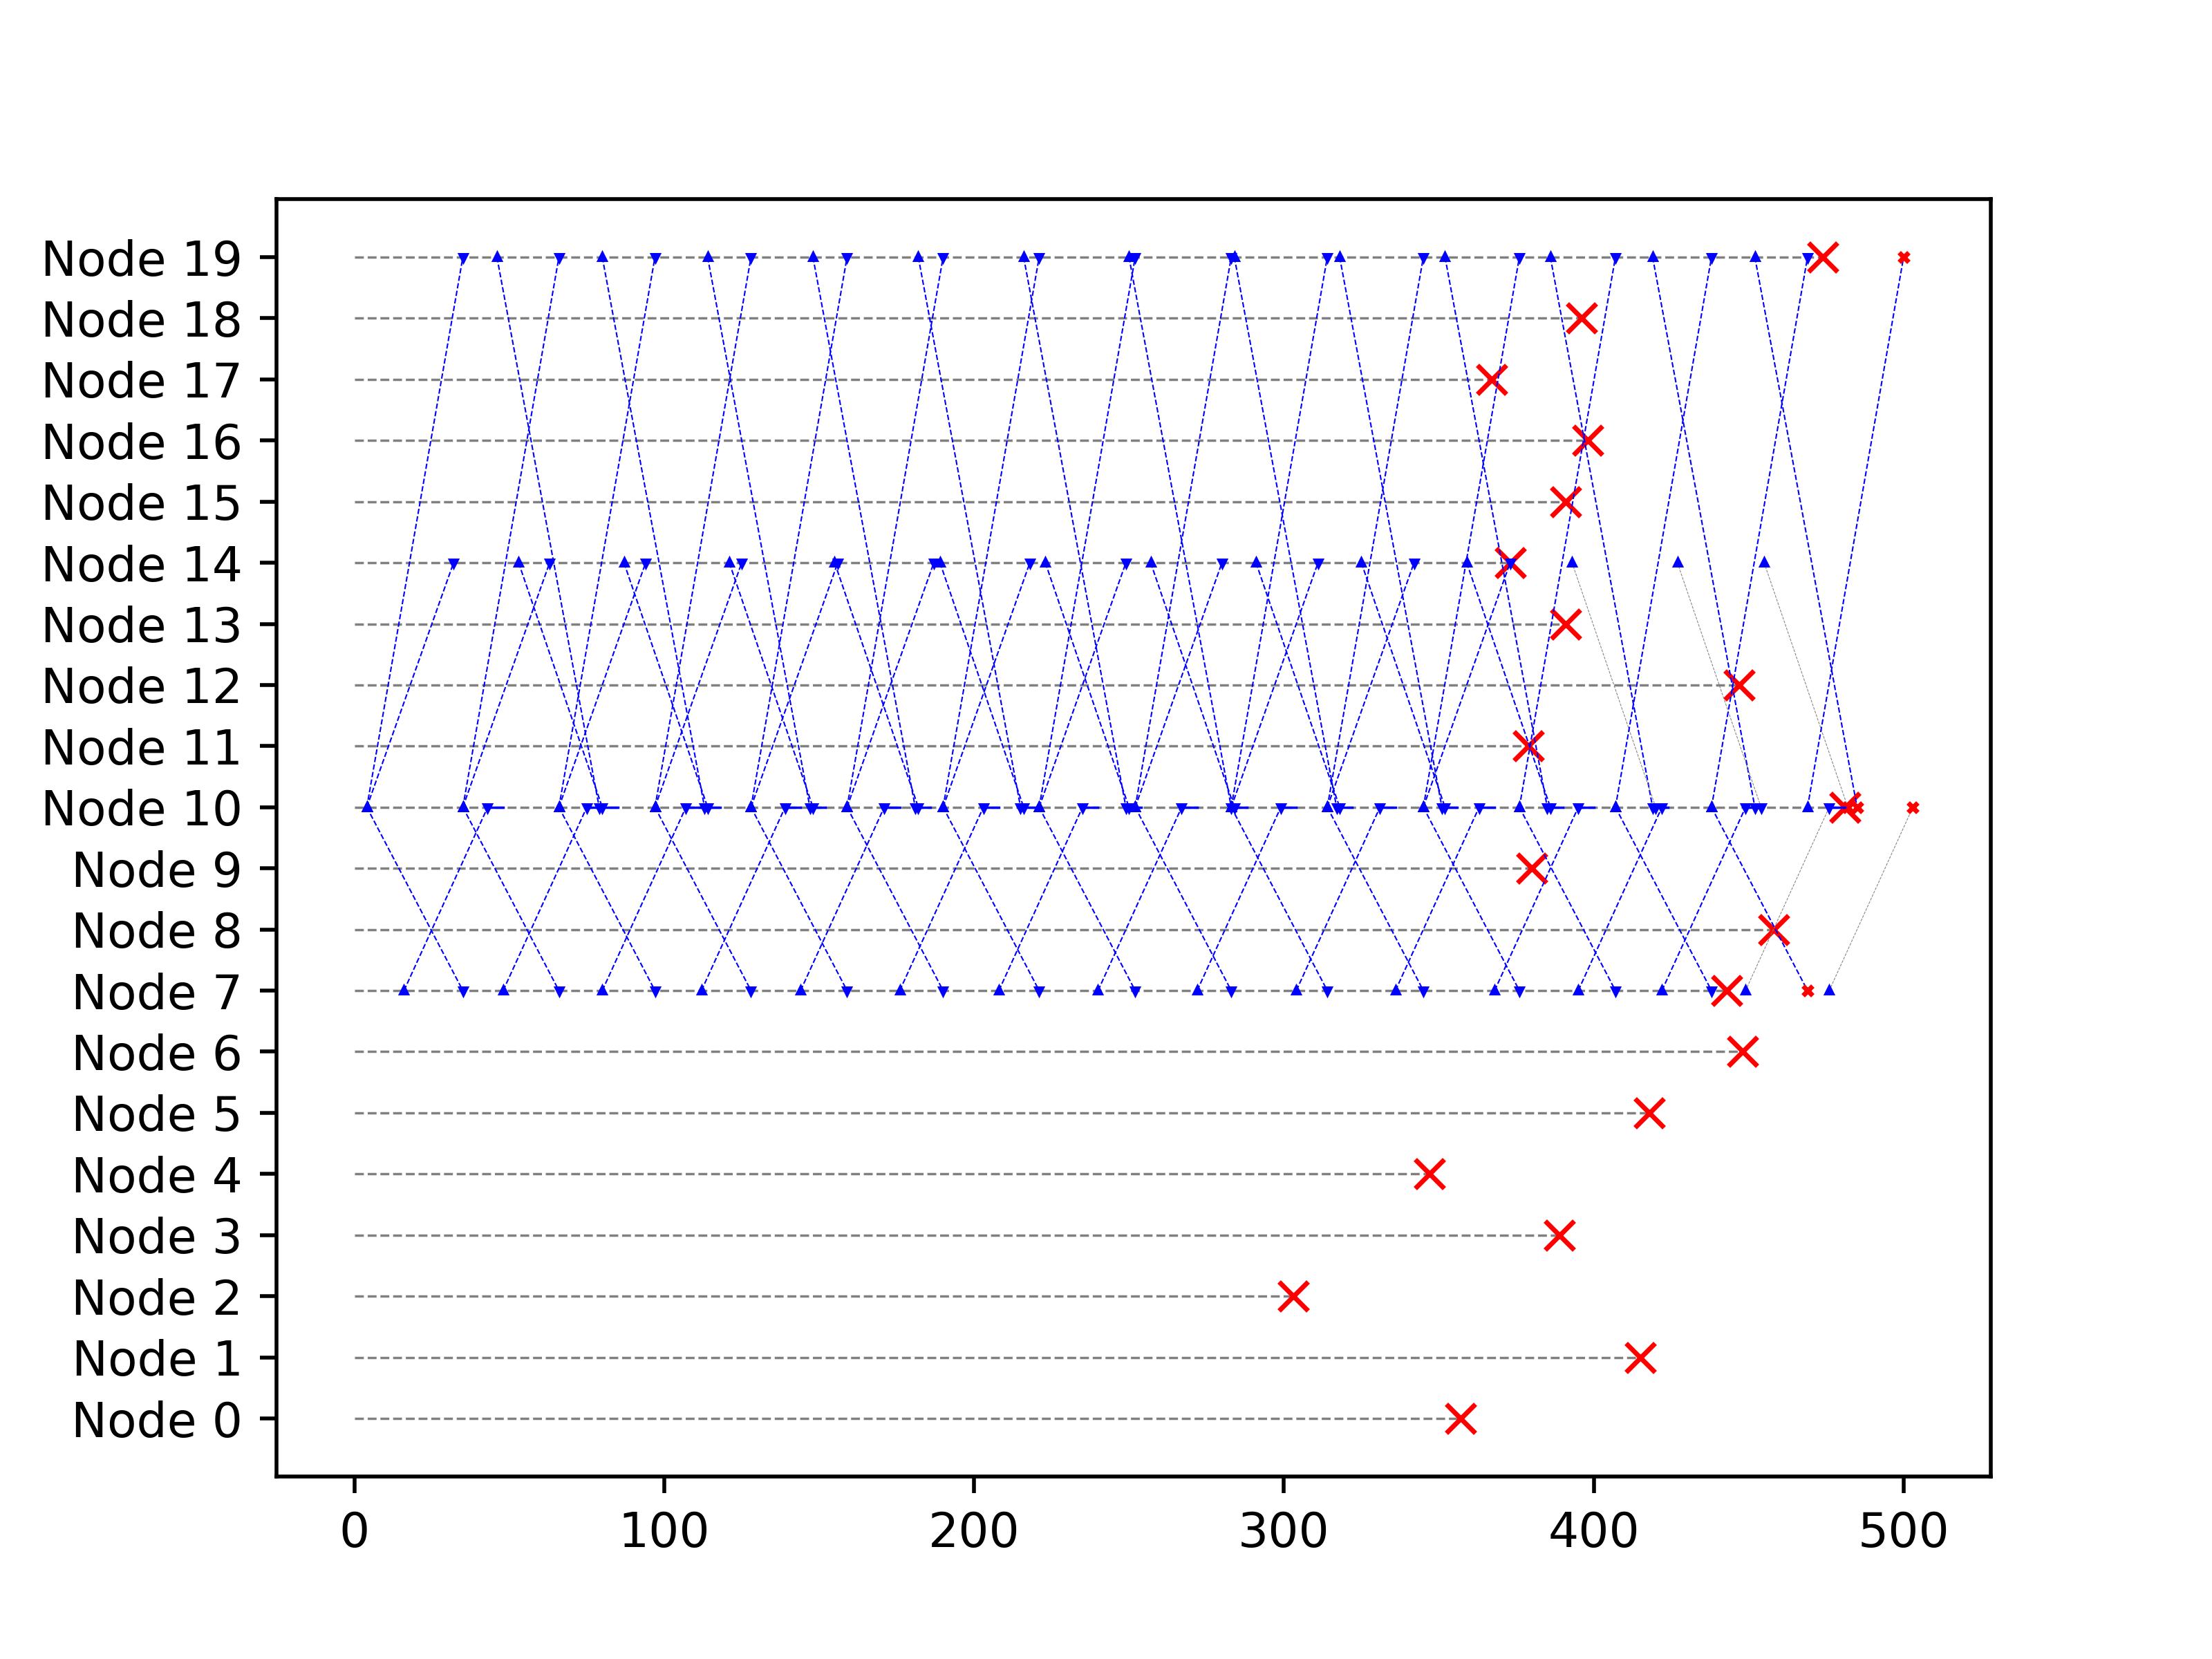 Node 19
Node 18
Node 17
Node 16
Node 15
Node 14
Node 13
Node 12
Node 11
Node 10
Node 9
Node 8
Node 7
Node 6
Node 5
Node 4
Node 3
Node 2
Node 1
Node 0
0 100 200 300 400 500